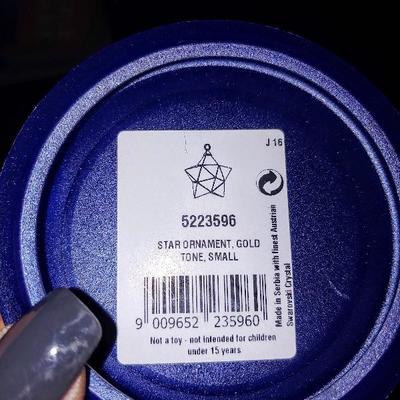 J 16
5223596
STAR ORNAMENT, GOLD
TONE, SMALL
9 009652 235960
Not a toy - not intended for children
under 15 years
Made in Serbia with finest Austrian
Swarovski Crystal